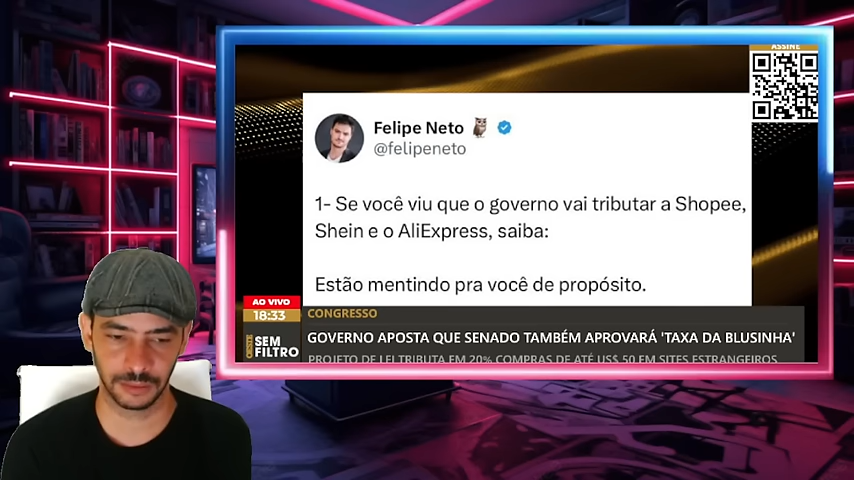 ASSINE
Felipe Neto
@felipeneto
1- Se você viu que o governo vai tributar a Shopee,
Shein e o AliExpress, saiba:
Estão mentindo pra você de propósito.
AO VIVO
18:33
CONGRESSO
OESTE
SEM
FILTRO
GOVERNO APOSTA QUE SENADO TAMBÉM APROVARÁ 'TAXA DA BLUSINHA'
PROJETO DE LEI TRIBUTA EM 20% COMPRAS DE ATÉ US$ 50 EM SITES ESTRANGEIROS